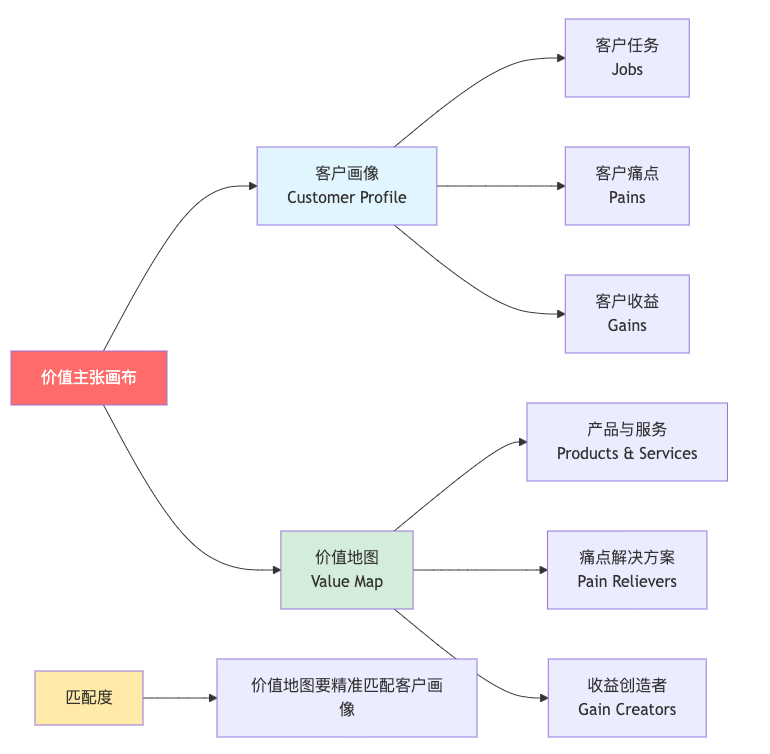 客户任务
Jobs
客户画像
Customer Profile
客户痛点
Pains
客户收益
Gains
价值主张画布
产品与服务
Products & Services
价值地图
Value Map
痛点解决方案
Pain Relievers
匹配度
价值地图要精准匹配客户画
像
收益创造者
Gain Creators